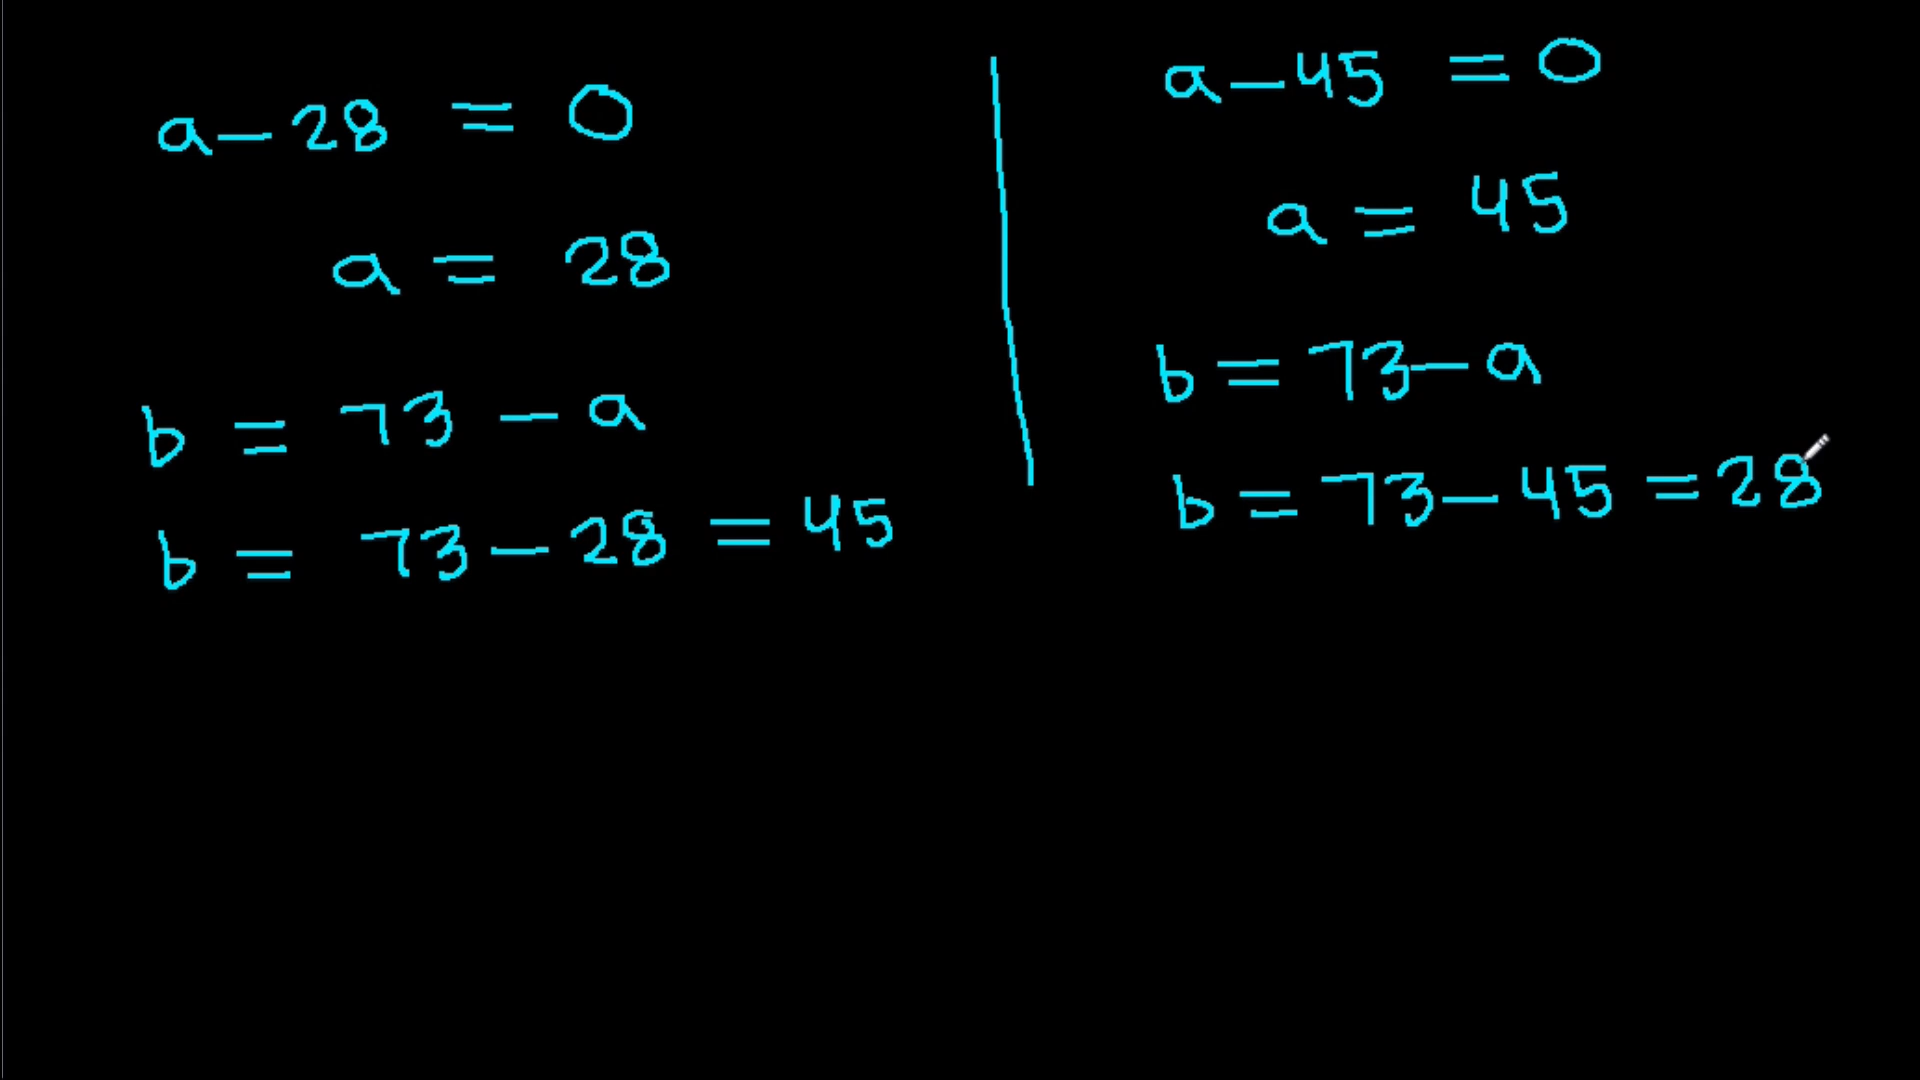 a - 28 = 0
a = 28
b = 73 - a
b = 73 - 28 = 45
a - 45 = 0
a = 45
b = 73 - a
b = 73 - 45 = 28